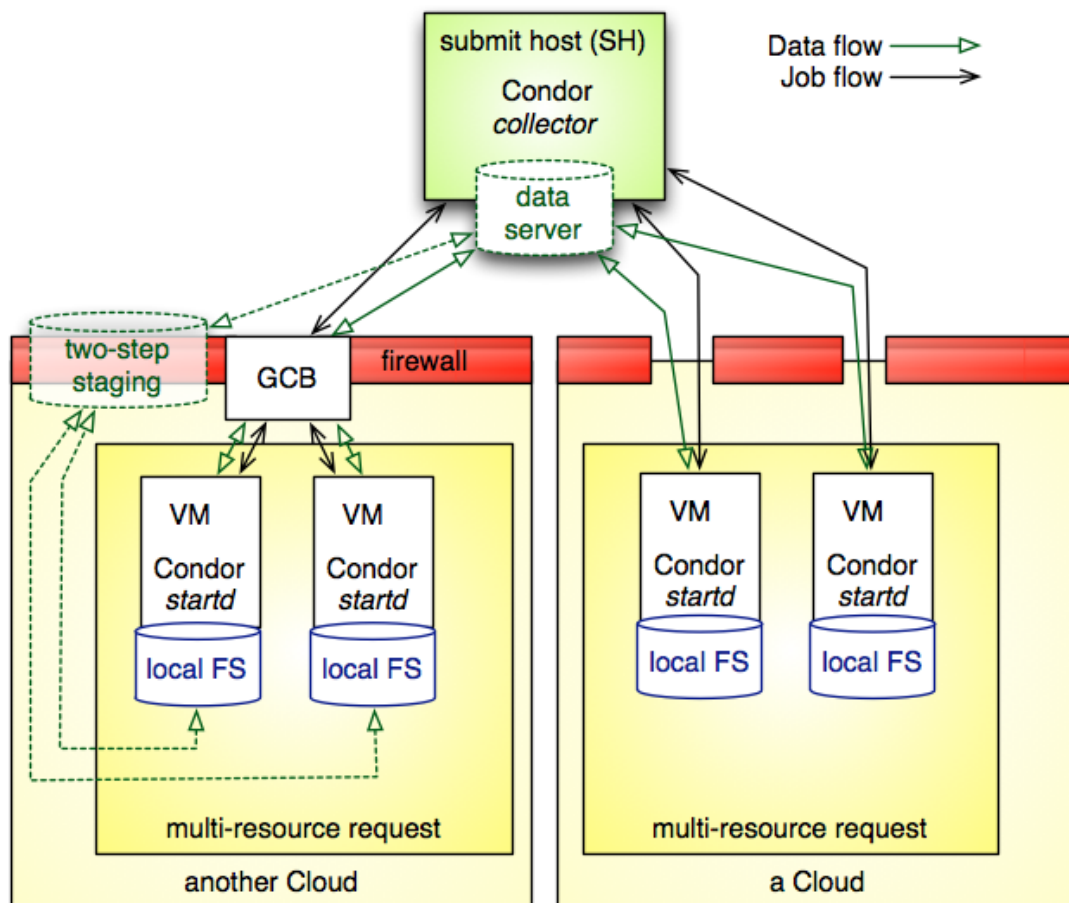 submit host (SH)
Condor
collector
data
server
Data flow
Job flow
two-step
staging
GCB
firewall
VM
Condor
startd
local FS
VM
Condor
startd
local FS
multi-resource request
another Cloud
VM
Condor
startd
local FS
VM
Condor
startd
local FS
multi-resource request
a Cloud